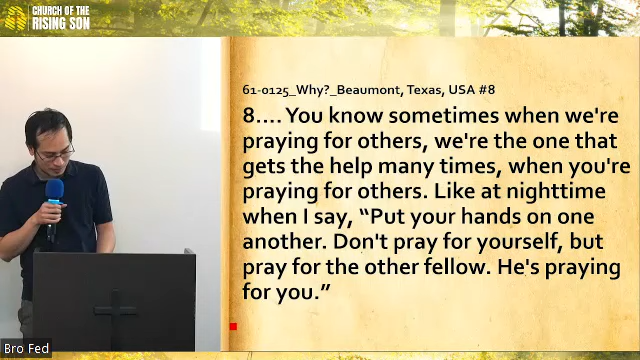 CHURCH OF THE
RISING SON
61-0125_Why?_Beaumont, Texas, USA #8
8.... You know sometimes when we're
praying for others, we're the one that
gets the help many times, when you're
praying for others. Like at nighttime
when I say, “Put your hands on one
another. Don't pray for yourself, but
pray for the other fellow. He's praying
for you.”
Bro Fed